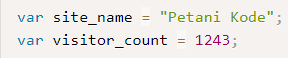 var site_name = "Petani Kode";
var visitor_count = 1243;